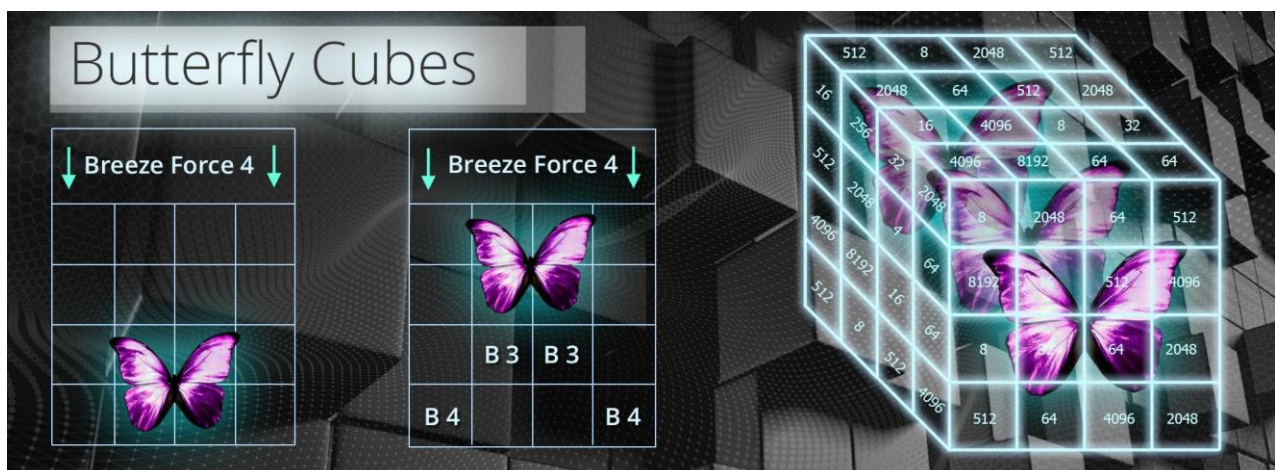 Butterfly Cubes
Breeze Force 4
Breeze Force 4
B 3 B 3
B 4 B 4
512 8 2048 512
2048 64 512 2048
16 4096 8 32
4096 8192 64 64
16 256 32 2048
512 2048 4 64
4096 8192 16 64
512 8 512 4096
8 2048 64 512
8192 16 512 4096
8 64 2048
512 64 4096 2048